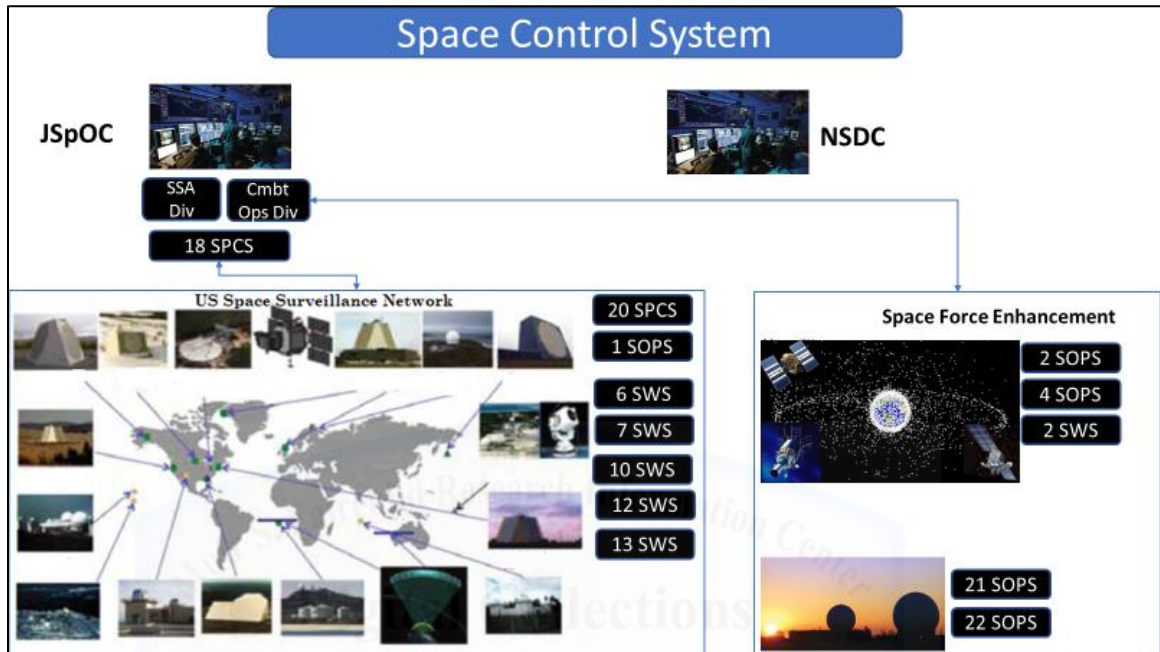 Space Control System
JSpOC
NSDC
SSA
Div
Cmbt
Ops Div
18 SPCS
US Space Surveillance Network
20 SPCS
1 SOPS
6 SWS
7 SWS
10 SWS
12 SWS
13 SWS
Space Force Enhancement
2 SOPS
4 SOPS
2 SWS
21 SOPS
22 SOPS
Research
Center